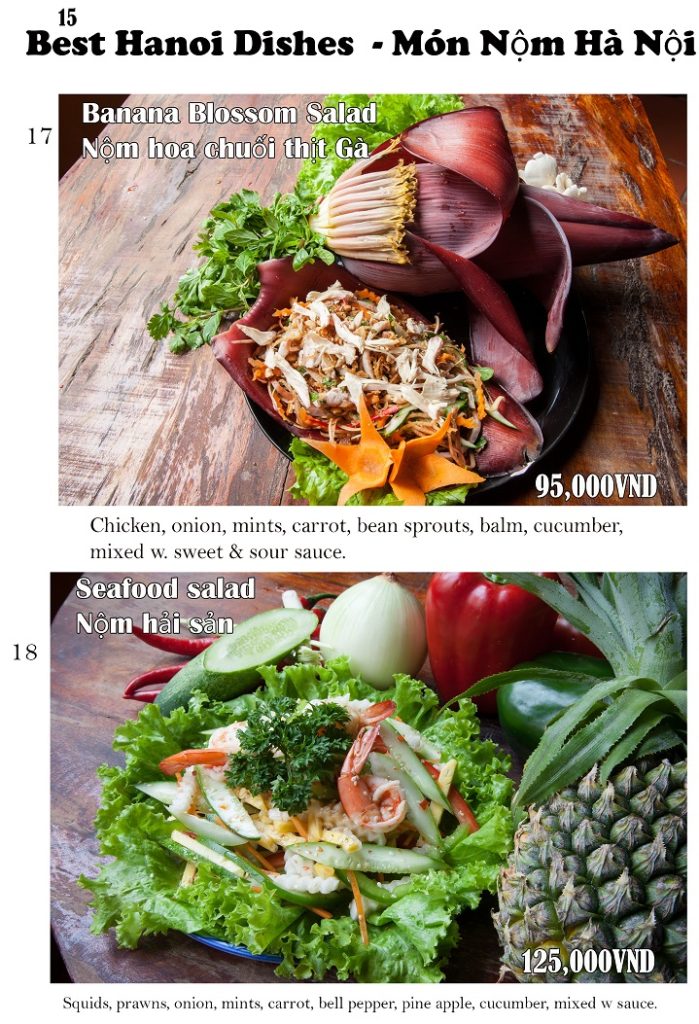 15
Best Hanoi Dishes - Món Nộm Hà Nội
17
Banana Blossom Salad
Nộm hoa chuối thịt Gà
95,000VND
Chicken, onion, mints, carrot, bean sprouts, balm, cucumber,
mixed w. sweet & sour sauce.
18
Seafood salad
Nộm hải sản
125,000VND
Squids, prawns, onion, mints, carrot, bell pepper, pine apple, cucumber, mixed w sauce.